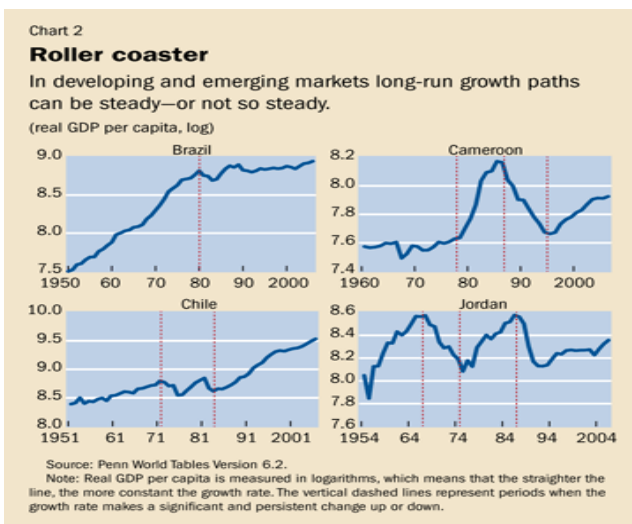 Chart 2
Roller coaster
In developing and emerging markets long-run growth paths
can be steady—or not so steady.
(real GDP per capita, log)
Brazil
9.0
8.5
8.0
7.5
1950 60 70 80 90 2000
Cameroon
8.2
8.0
7.8
7.6
7.4
1960 70 80 90 2000
Chile
10.0
9.5
9.0
8.5
8.0
1951 61 71 81 91 2001
Jordan
8.6
8.4
8.2
8.0
7.8
7.6
1954 64 74 84 94 2004
Source: Penn World Tables Version 6.2.
Note: Real GDP per capita is measured in logarithms, which means that the straighter the
line, the more constant the growth rate. The vertical dashed lines represent periods when the
growth rate makes a significant and persistent change up or down.